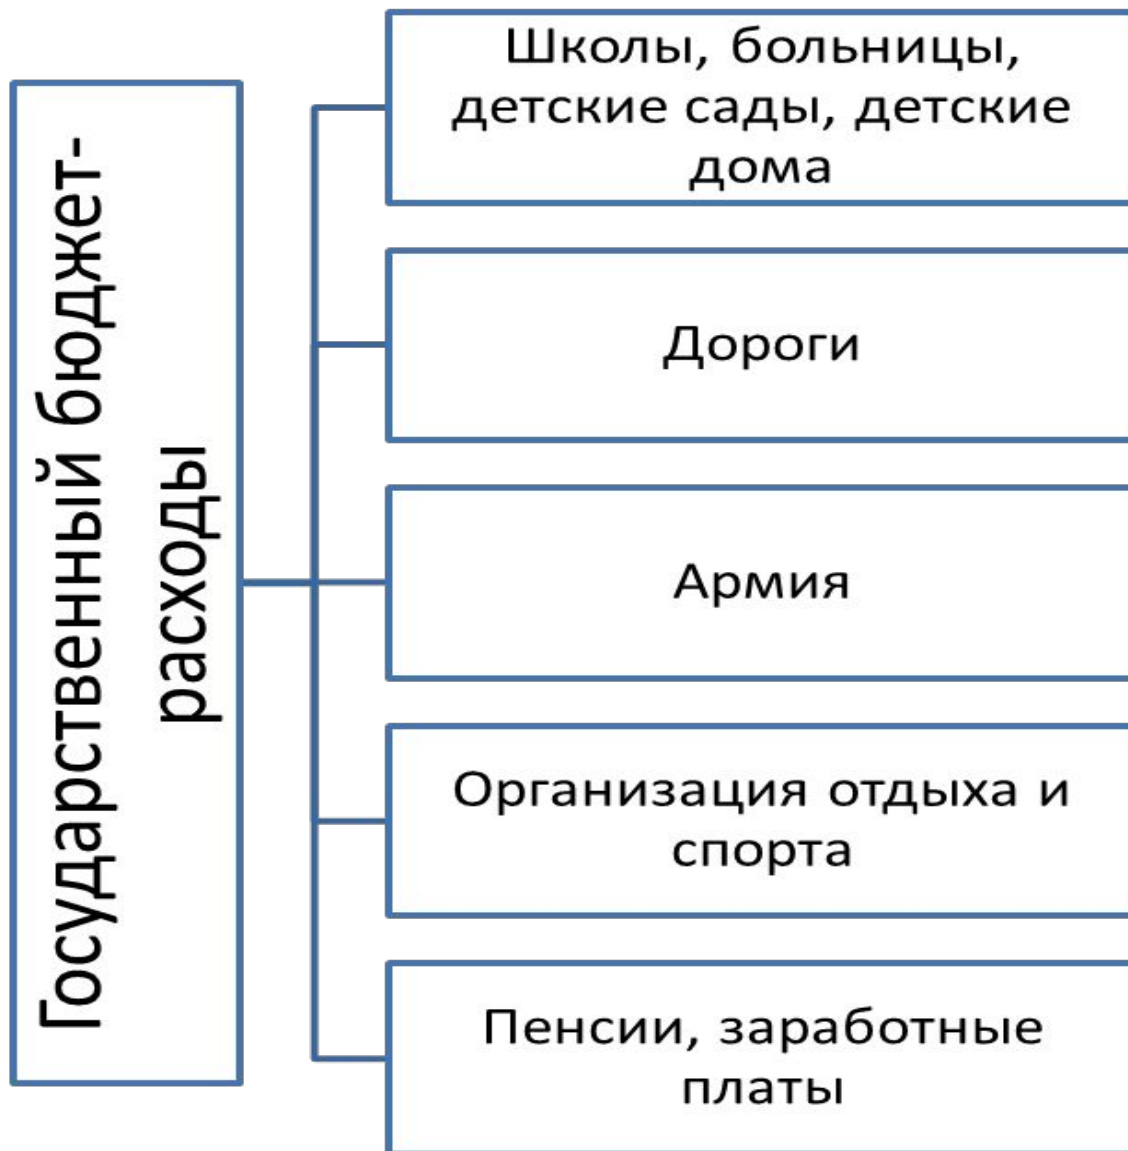 Государственный бюджет-
расходы
Школы, больницы,
детские сады, детские
дома
Дороги
Армия
Организация отдыха и
спорта
Пенсии, заработные
платы